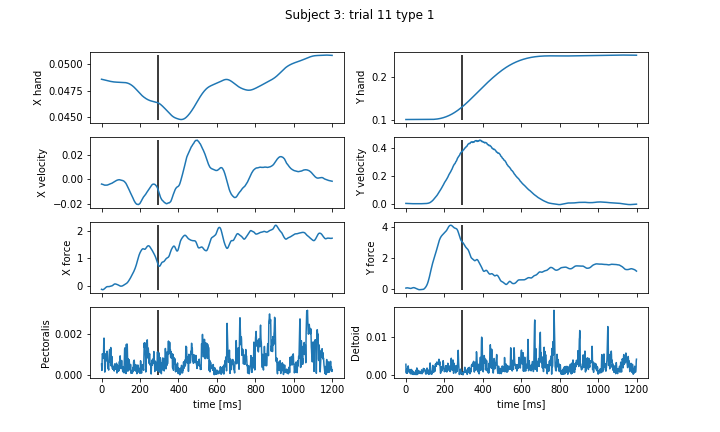 Subject 3: trial 11 type 1
X hand
0.0500
0.0475
0.0450
Y hand
0.2
0.1
X velocity
0.02
0.00
−0.02
Y velocity
0.4
0.2
0.0
X force
2
1
0
Y force
4
2
0
Pectoralis
0.002
0.000
0 200 400 600 800 1000 1200
time [ms]
Deltoid
0.01
0.00
0 200 400 600 800 1000 1200
time [ms]